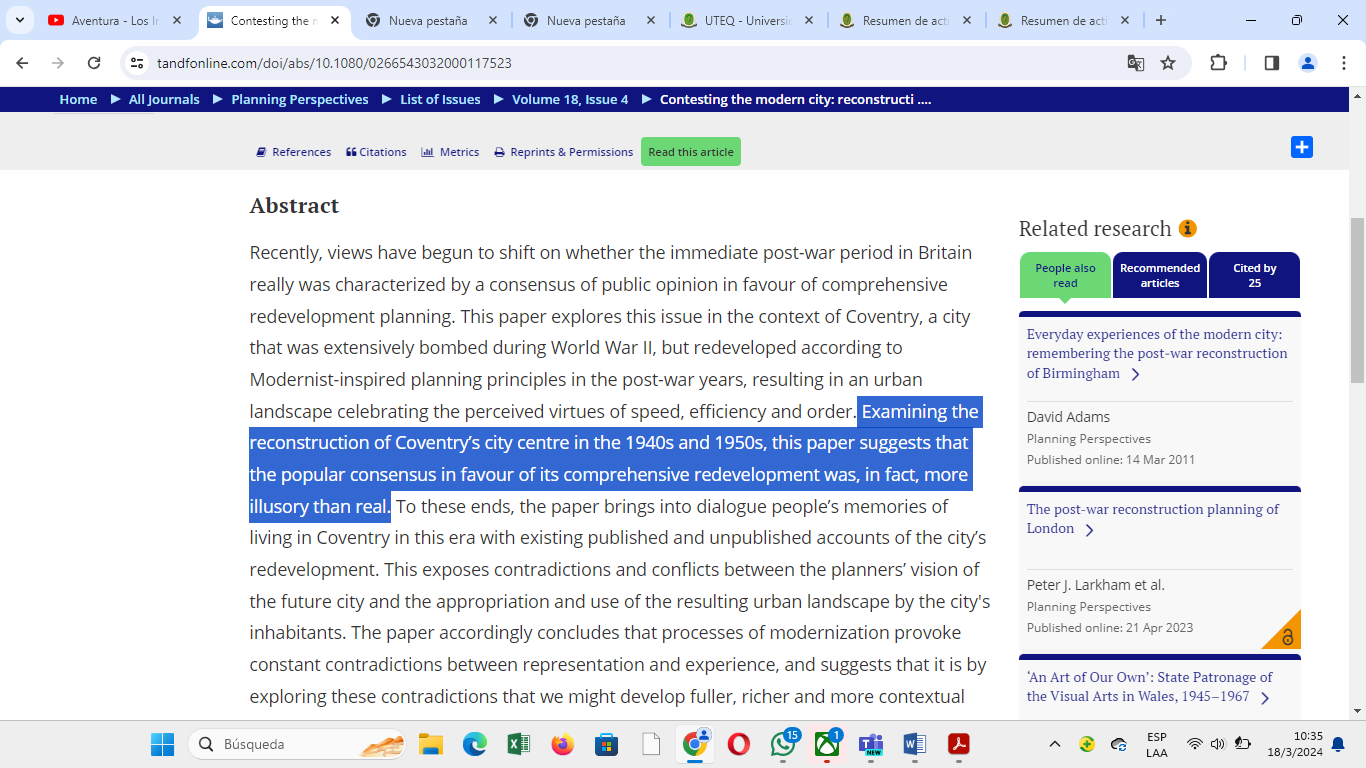 Aventura - Los In
Contesting the m
Nueva pestaña
Nueva pestaña
UTEQ - Universi
Resumen de acti
Resumen de acti
tandfonline.com/doi/abs/10.1080/0266543032000117523
Home ▶ All Journals ▶ Planning Perspectives ▶ List of Issues ▶ Volume 18, Issue 4 ▶ Contesting the modern city: reconstructi ....
References Citations Metrics Reprints & Permissions Read this article
Abstract
Recently, views have begun to shift on whether the immediate post-war period in Britain
really was characterized by a consensus of public opinion in favour of comprehensive
redevelopment planning. This paper explores this issue in the context of Coventry, a city
that was extensively bombed during World War II, but redeveloped according to
Modernist-inspired planning principles in the post-war years, resulting in an urban
landscape celebrating the perceived virtues of speed, efficiency and order. Examining the
reconstruction of Coventry’s city centre in the 1940s and 1950s, this paper suggests that
the popular consensus in favour of its comprehensive redevelopment was, in fact, more
illusory than real. To these ends, the paper brings into dialogue people’s memories of
living in Coventry in this era with existing published and unpublished accounts of the city’s
redevelopment. This exposes contradictions and conflicts between the planners’ vision of
the future city and the appropriation and use of the resulting urban landscape by the city's
inhabitants. The paper accordingly concludes that processes of modernization provoke
constant contradictions between representation and experience, and suggests that it is by
exploring these contradictions that we might develop fuller, richer and more contextual
Related research
People also
read
Recommended
articles
Cited by
25
Everyday experiences of the modern city:
remembering the post-war reconstruction
of Birmingham
David Adams
Planning Perspectives
Published online: 14 Mar 2011
The post-war reconstruction planning of
London
Peter J. Larkham et al.
Planning Perspectives
Published online: 21 Apr 2023
‘An Art of Our Own’: State Patronage of
the Visual Arts in Wales, 1945–1967
Búsqueda
15
1
NEW
ESP
LAA
10:35
18/3/2024